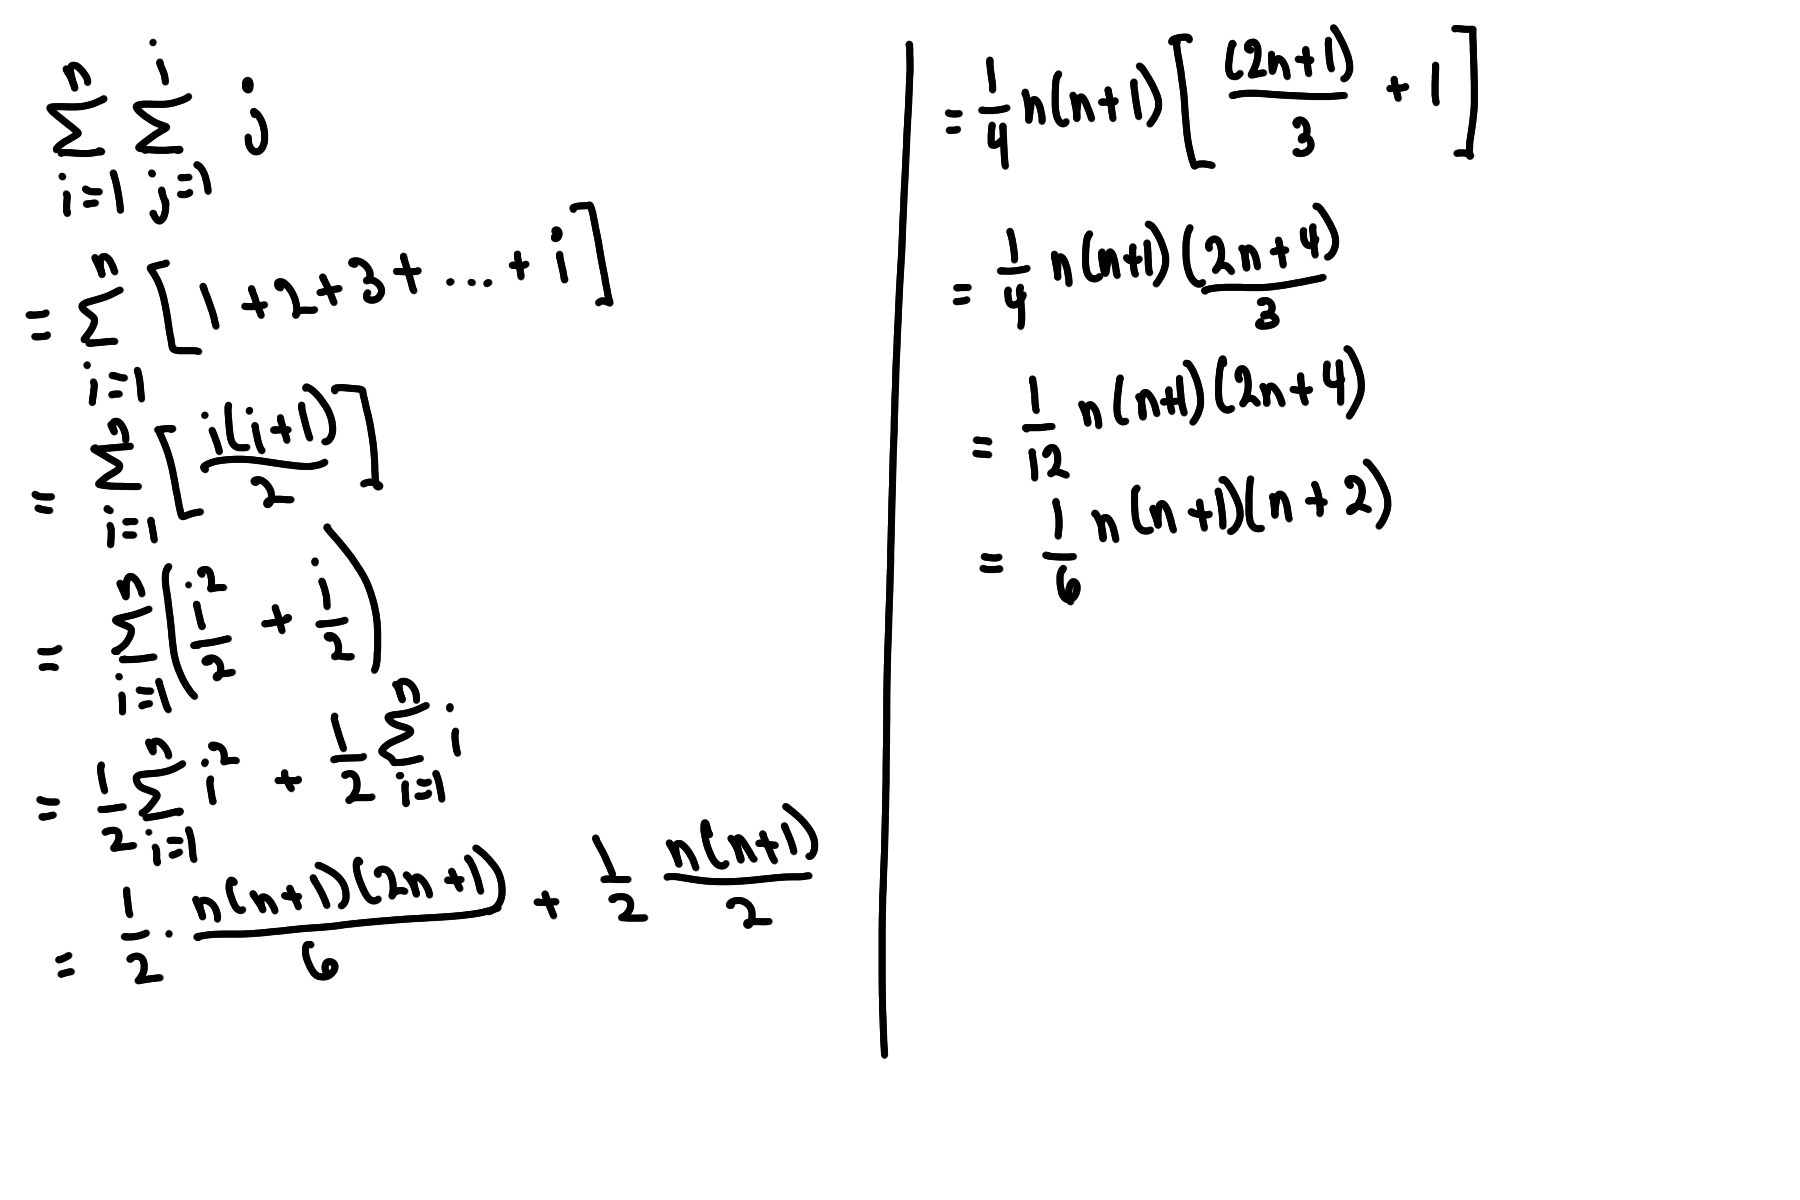 $\sum_{i=1}^{n} \sum_{j=1}^{i} j$
$= \sum_{i=1}^{n} [1 + 2 + 3 + \ldots + i]$
$= \sum_{i=1}^{n} \left[ \frac{i(i+1)}{2} \right]$
$= \sum_{i=1}^{n} \left( \frac{i^2}{2} + \frac{i}{2} \right)$
$= \frac{1}{2} \sum_{i=1}^{n} i^2 + \frac{1}{2} \sum_{i=1}^{n} i$
$= \frac{1}{2} \cdot \frac{n(n+1)(2n+1)}{6} + \frac{1}{2} \frac{n(n+1)}{2}$
$= \frac{1}{4} n(n+1) \left[ \frac{(2n+1)}{3} + 1 \right]$
$= \frac{1}{4} n(n+1) \frac{(2n+4)}{3}$
$= \frac{1}{12} n(n+1)(2n+4)$
$= \frac{1}{6} n(n+1)(n+2)$